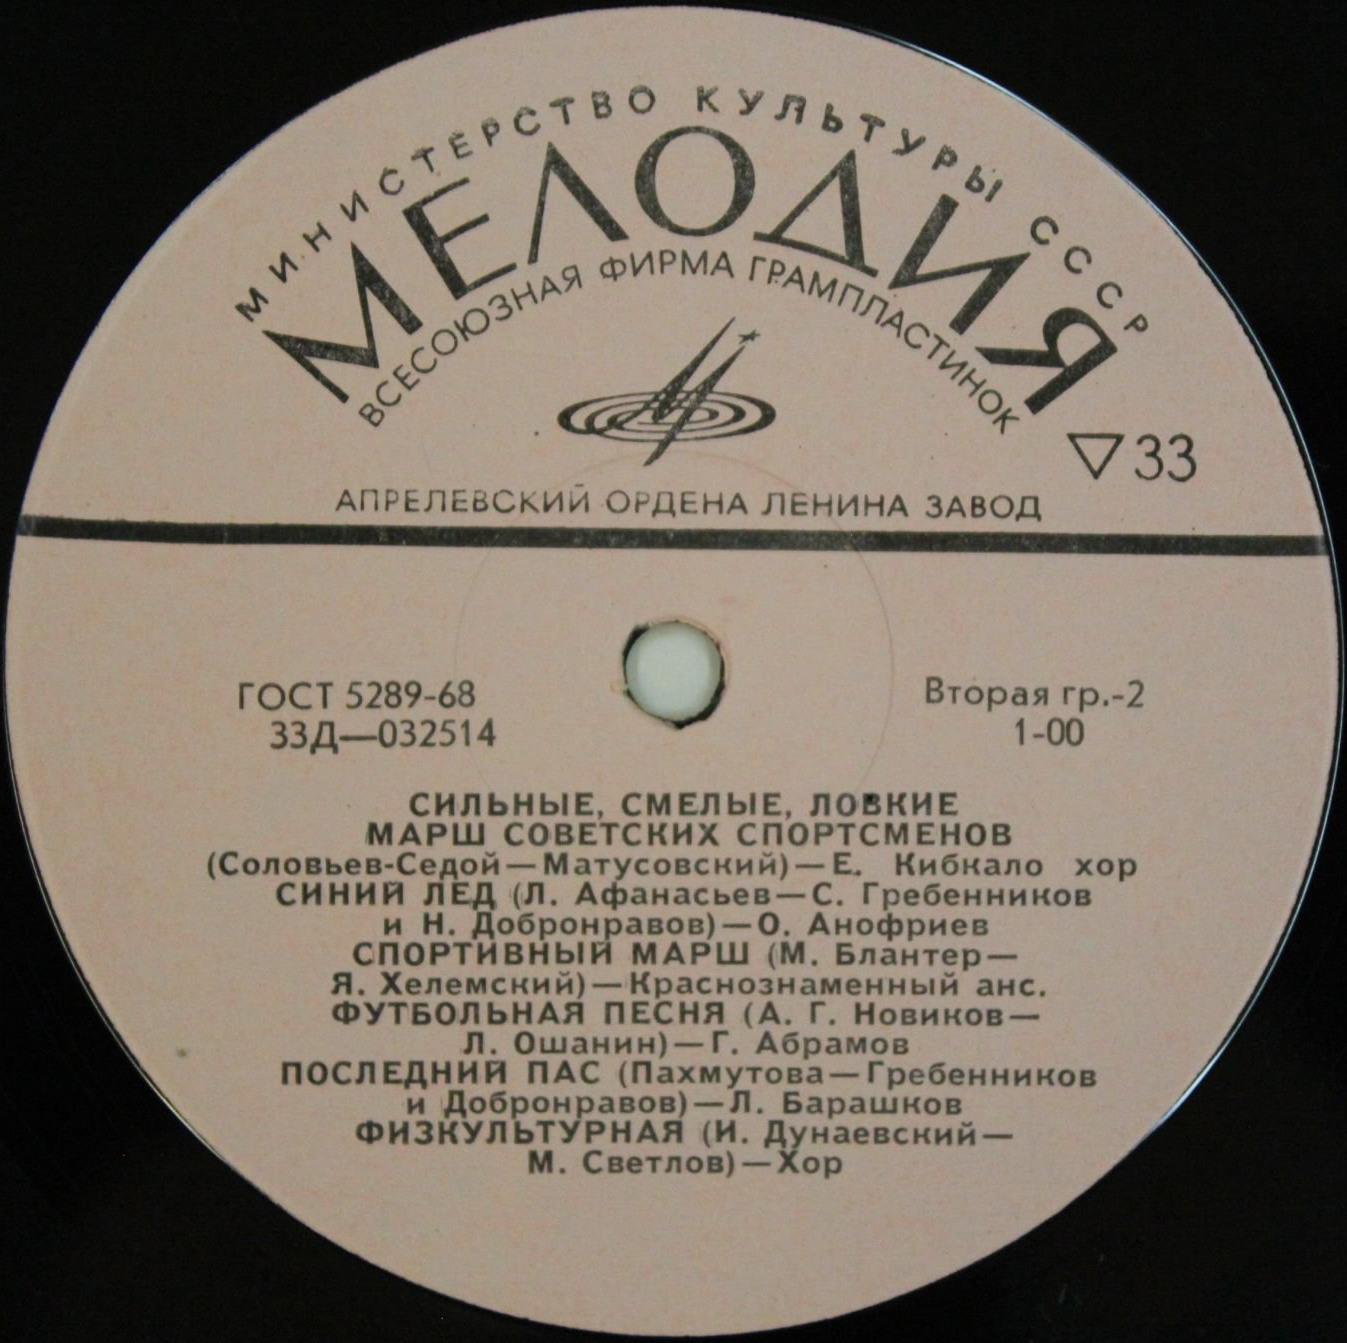 МИНИСТЕРСТВО КУЛЬТУРЫ СССР
МЕЛОДИЯ
ВСЕСОЮЗНАЯ ФИРМА ГРАМПЛАСТИНОК
▽33
АПРЕЛЕВСКИЙ ОРДЕНА ЛЕНИНА ЗАВОД
ГОСТ 5289-68
33Д—032514
Вторая гр.-2
1-00
СИЛЬНЫЕ, СМЕЛЫЕ, ЛОВКИЕ
МАРШ СОВЕТСКИХ СПОРТСМЕНОВ
(Соловьев-Седой—Матусовский)—Е. Кибкало хор
СИНИЙ ЛЕД (Л. Афанасьев—С. Гребенников
и Н. Добронравов)—О. Анофриев
СПОРТИВНЫЙ МАРШ (М. Блантер—
Я. Хелемский)—Краснознаменный анс.
ФУТБОЛЬНАЯ ПЕСНЯ (А. Г. Новиков—
Л. Ошанин)—Г. Абрамов
ПОСЛЕДНИЙ ПАС (Пахмутова—Гребенников
и Добронравов)—Л. Барашков
ФИЗКУЛЬТУРНАЯ (И. Дунаевский—
М. Светлов)—Хор